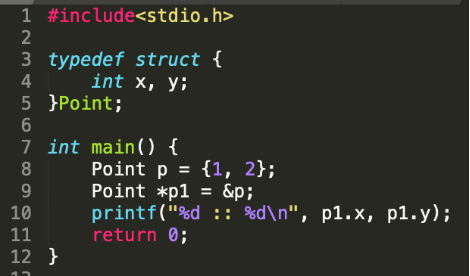 1 #include<stdio.h>
2
3 typedef struct {
4     int x, y;
5 }Point;
6
7 int main() {
8     Point p = {1, 2};
9     Point *p1 = &p;
10     printf("%d :: %d\n", p1.x, p1.y);
11     return 0;
12 }